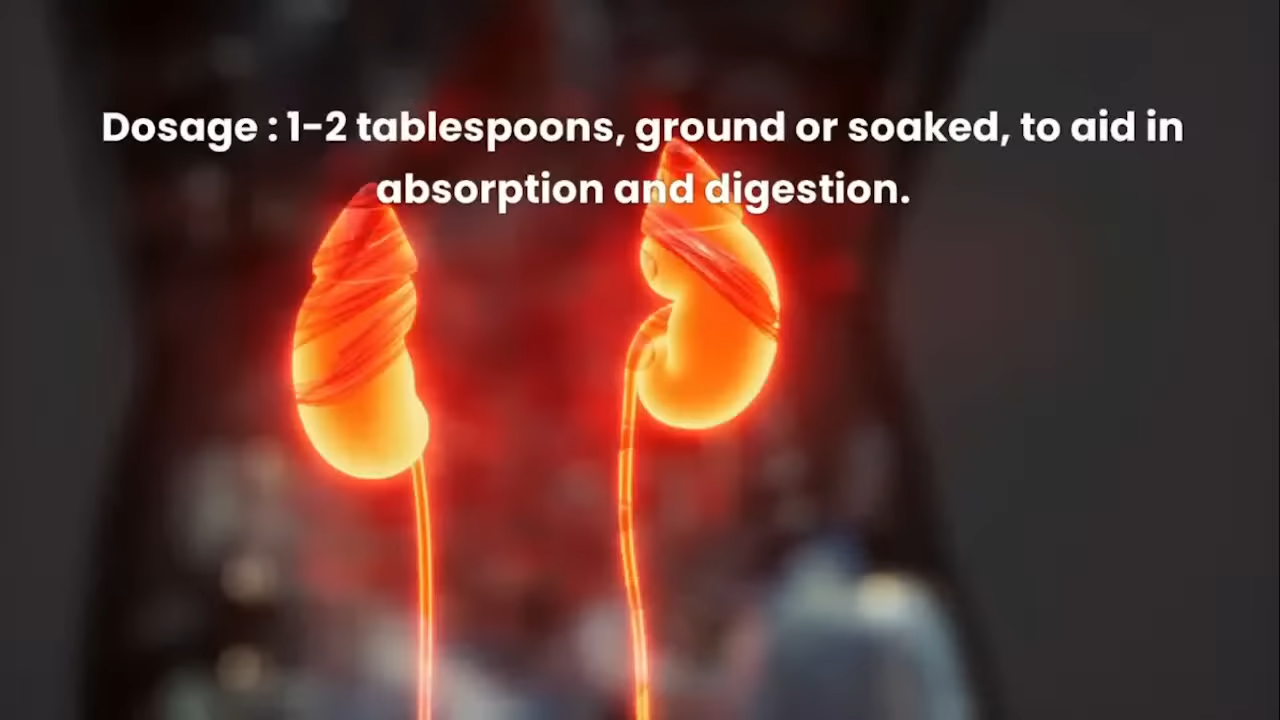 Dosage : 1-2 tablespoons, ground or soaked, to aid in
absorption and digestion.